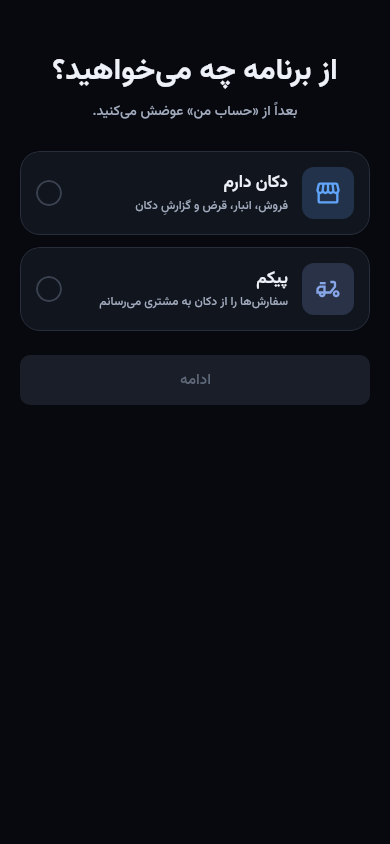 از برنامه چه می‌خواهید؟
بعداً از «حساب من» عوضش می‌کنید.
دکان دارم
فروش، انبار، قرض و گزارشِ دکان
پیکم
سفارش‌ها را از دکان به مشتری می‌رسانم
ادامه